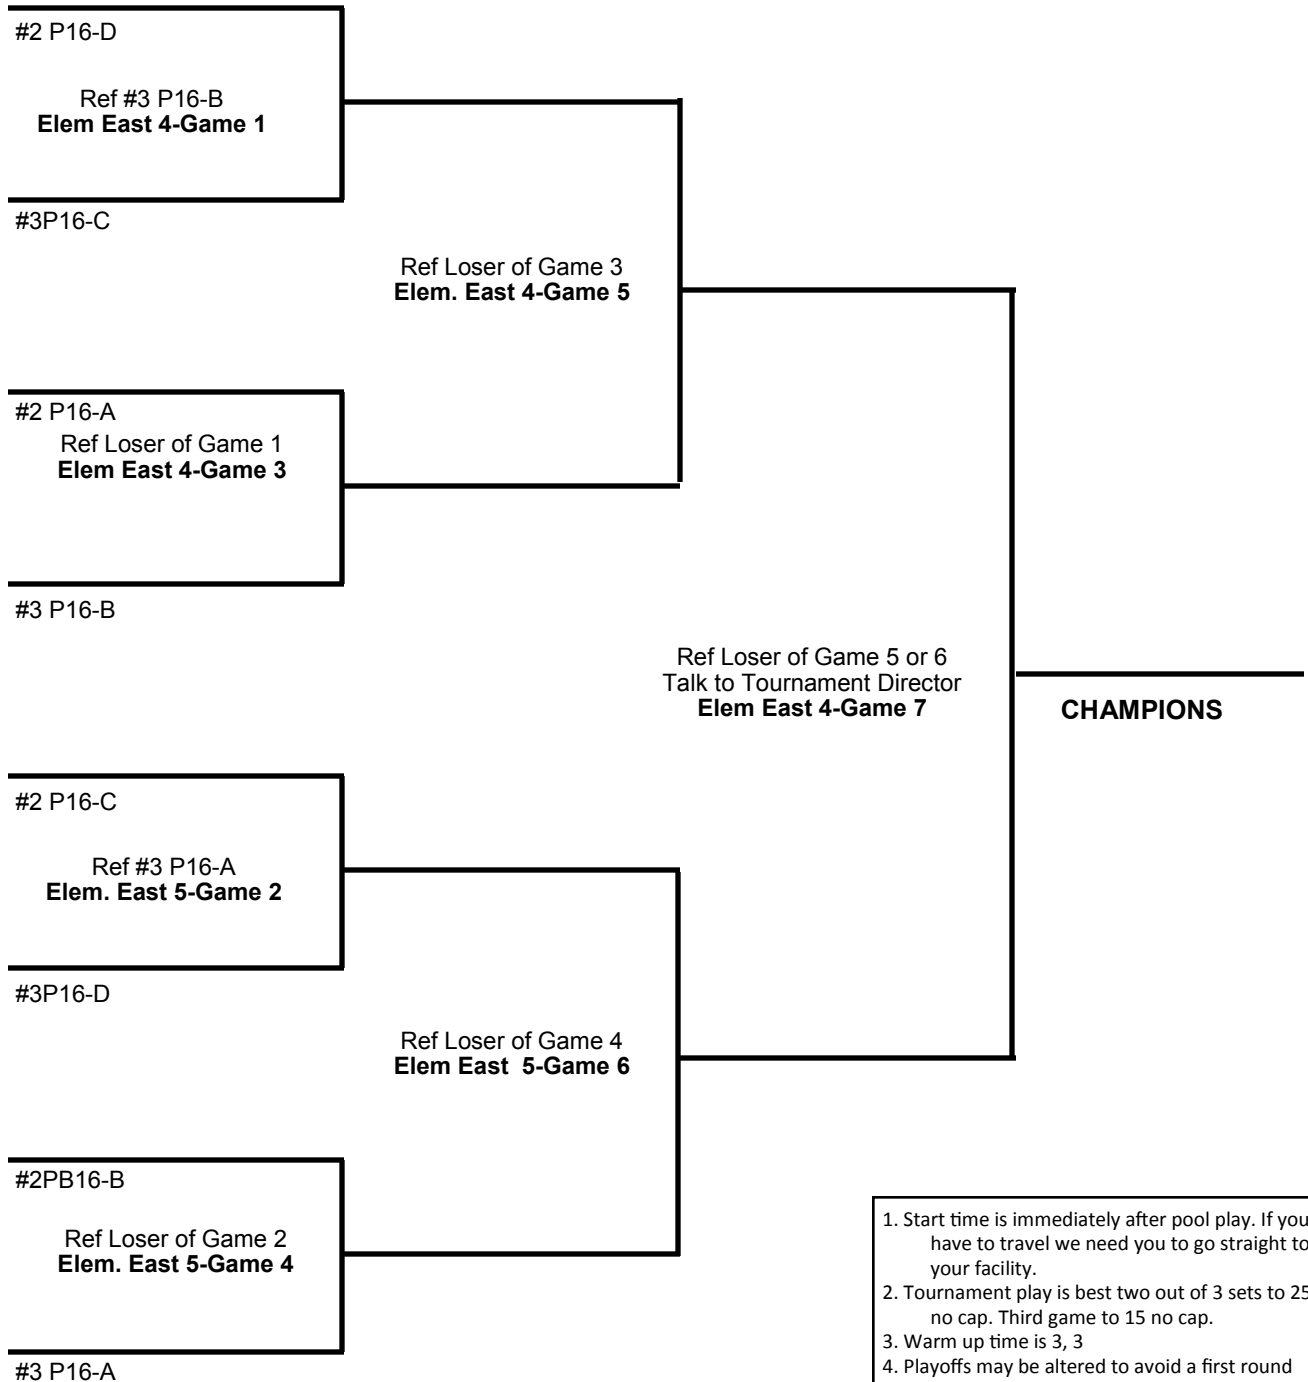 #2 P16-D
Ref #3 P16-B
Elem East 4-Game 1
#3P16-C
Ref Loser of Game 3
Elem. East 4-Game 5
#2 P16-A
Ref Loser of Game 1
Elem East 4-Game 3
#3 P16-B
Ref Loser of Game 5 or 6
Talk to Tournament Director
Elem East 4-Game 7
CHAMPIONS
#2 P16-C
Ref #3 P16-A
Elem. East 5-Game 2
#3P16-D
Ref Loser of Game 4
Elem East  5-Game 6
#2PB16-B
Ref Loser of Game 2
Elem. East 5-Game 4
#3 P16-A
1. Start time is immediately after pool play. If you
have to travel we need you to go straight to
your facility.
2. Tournament play is best two out of 3 sets to 25
no cap. Third game to 15 no cap.
3. Warm up time is 3, 3
4. Playoffs may be altered to avoid a first round